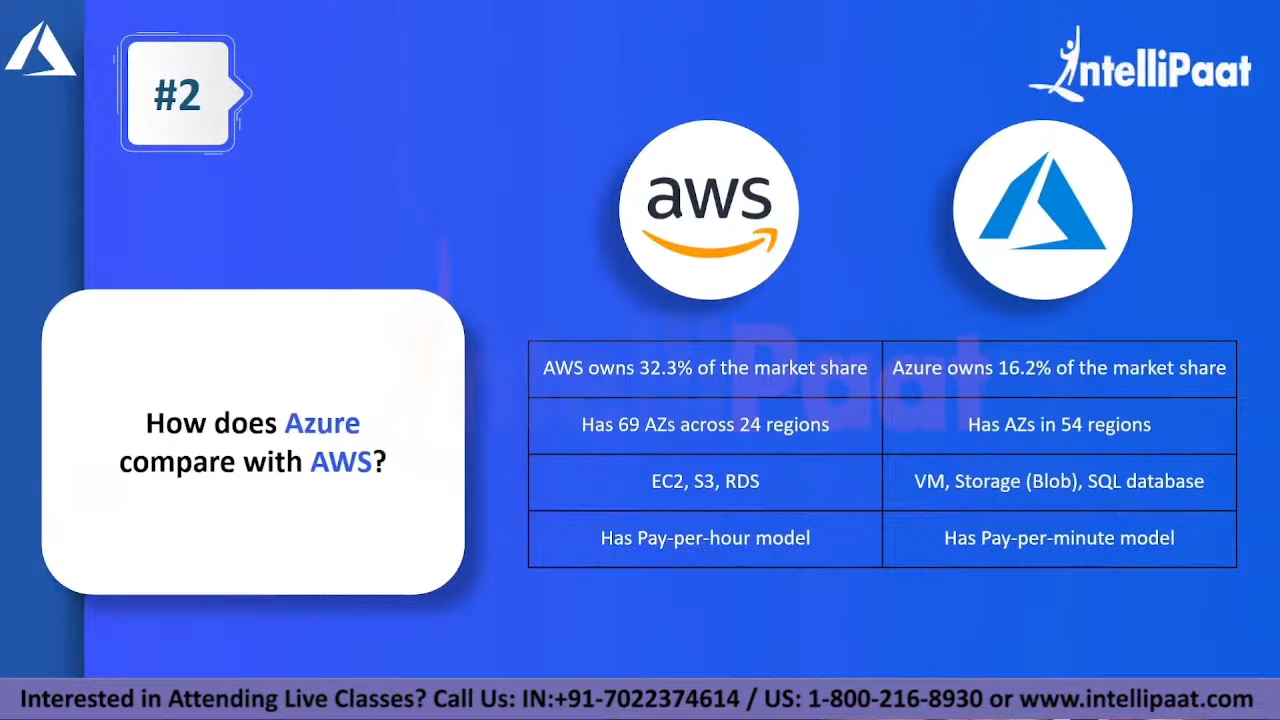 #2
IntelliPaat
aws
How does Azure
compare with AWS?
IntelliPaat
AWS owns 32.3% of the market share
Azure owns 16.2% of the market share
Has 69 AZs across 24 regions
Has AZs in 54 regions
EC2, S3, RDS
VM, Storage (Blob), SQL database
Has Pay-per-hour model
Has Pay-per-minute model
Interested in Attending Live Classes? Call Us: IN:+91-7022374614 / US: 1-800-216-8930 or www.intellipaat.com